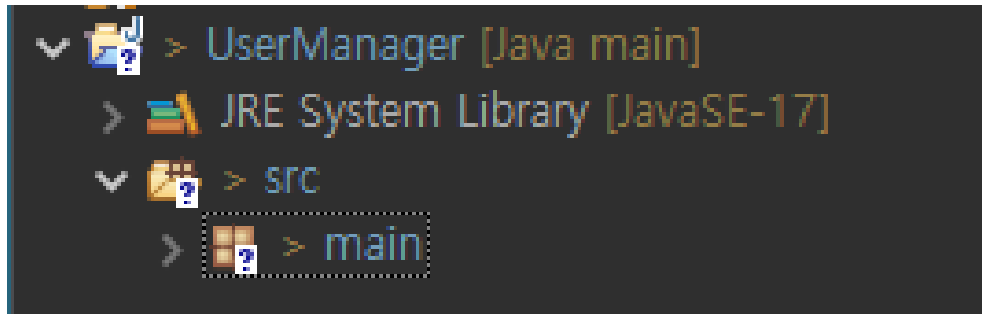 > UserManager [Java main]
JRE System Library [JavaSE-17]
> src
> main